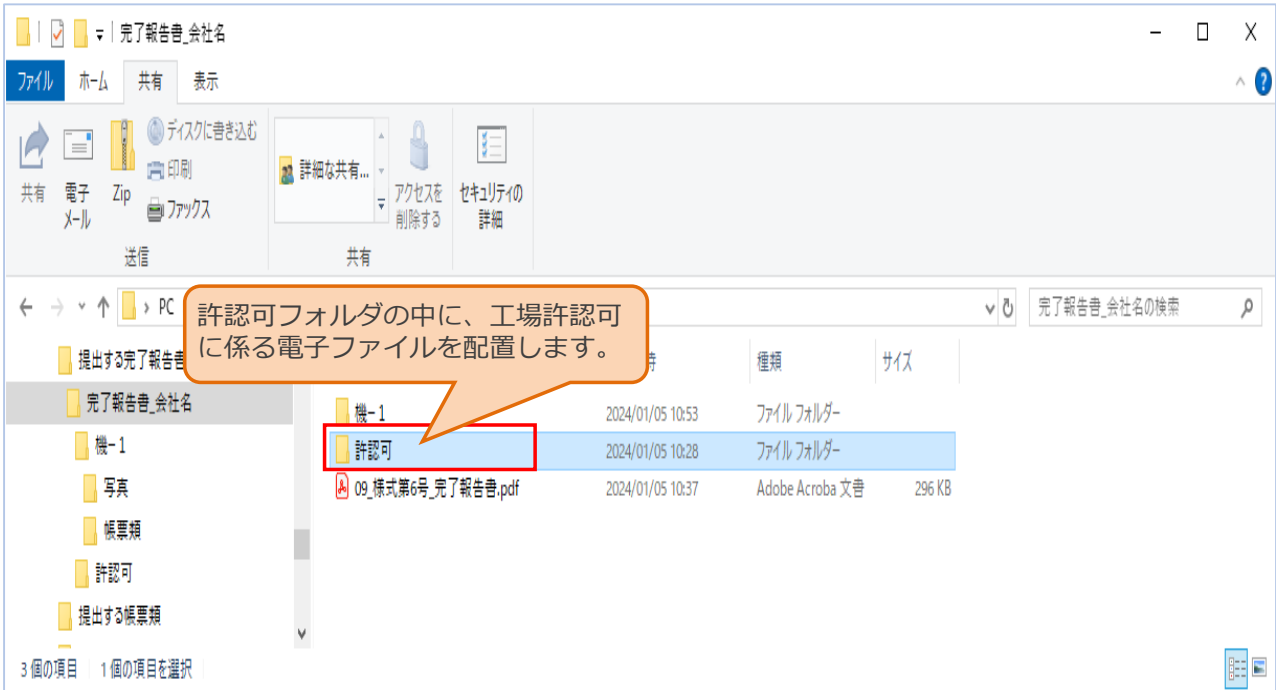 完了報告書_会社名
ファイル ホーム 共有 表示
共有
電子
メール
Zip
ディスクに書き込む
印刷
ファックス
送信
詳細な共有...
アクセスを
削除する
共有
セキュリティの
詳細
PC
完了報告書_会社名の検索
許認可フォルダの中に、工場許認可
に係る電子ファイルを配置します。
種類 サイズ
提出する完了報告書
完了報告書_会社名
機-1
写真
帳票類
許認可
提出する帳票類
機-1 2024/01/05 10:53 ファイル フォルダー
許認可 2024/01/05 10:28 ファイル フォルダー
09_様式第6号_完了報告書.pdf 2024/01/05 10:37 Adobe Acroba 文書 296 KB
3 個の項目 1 個の項目を選択